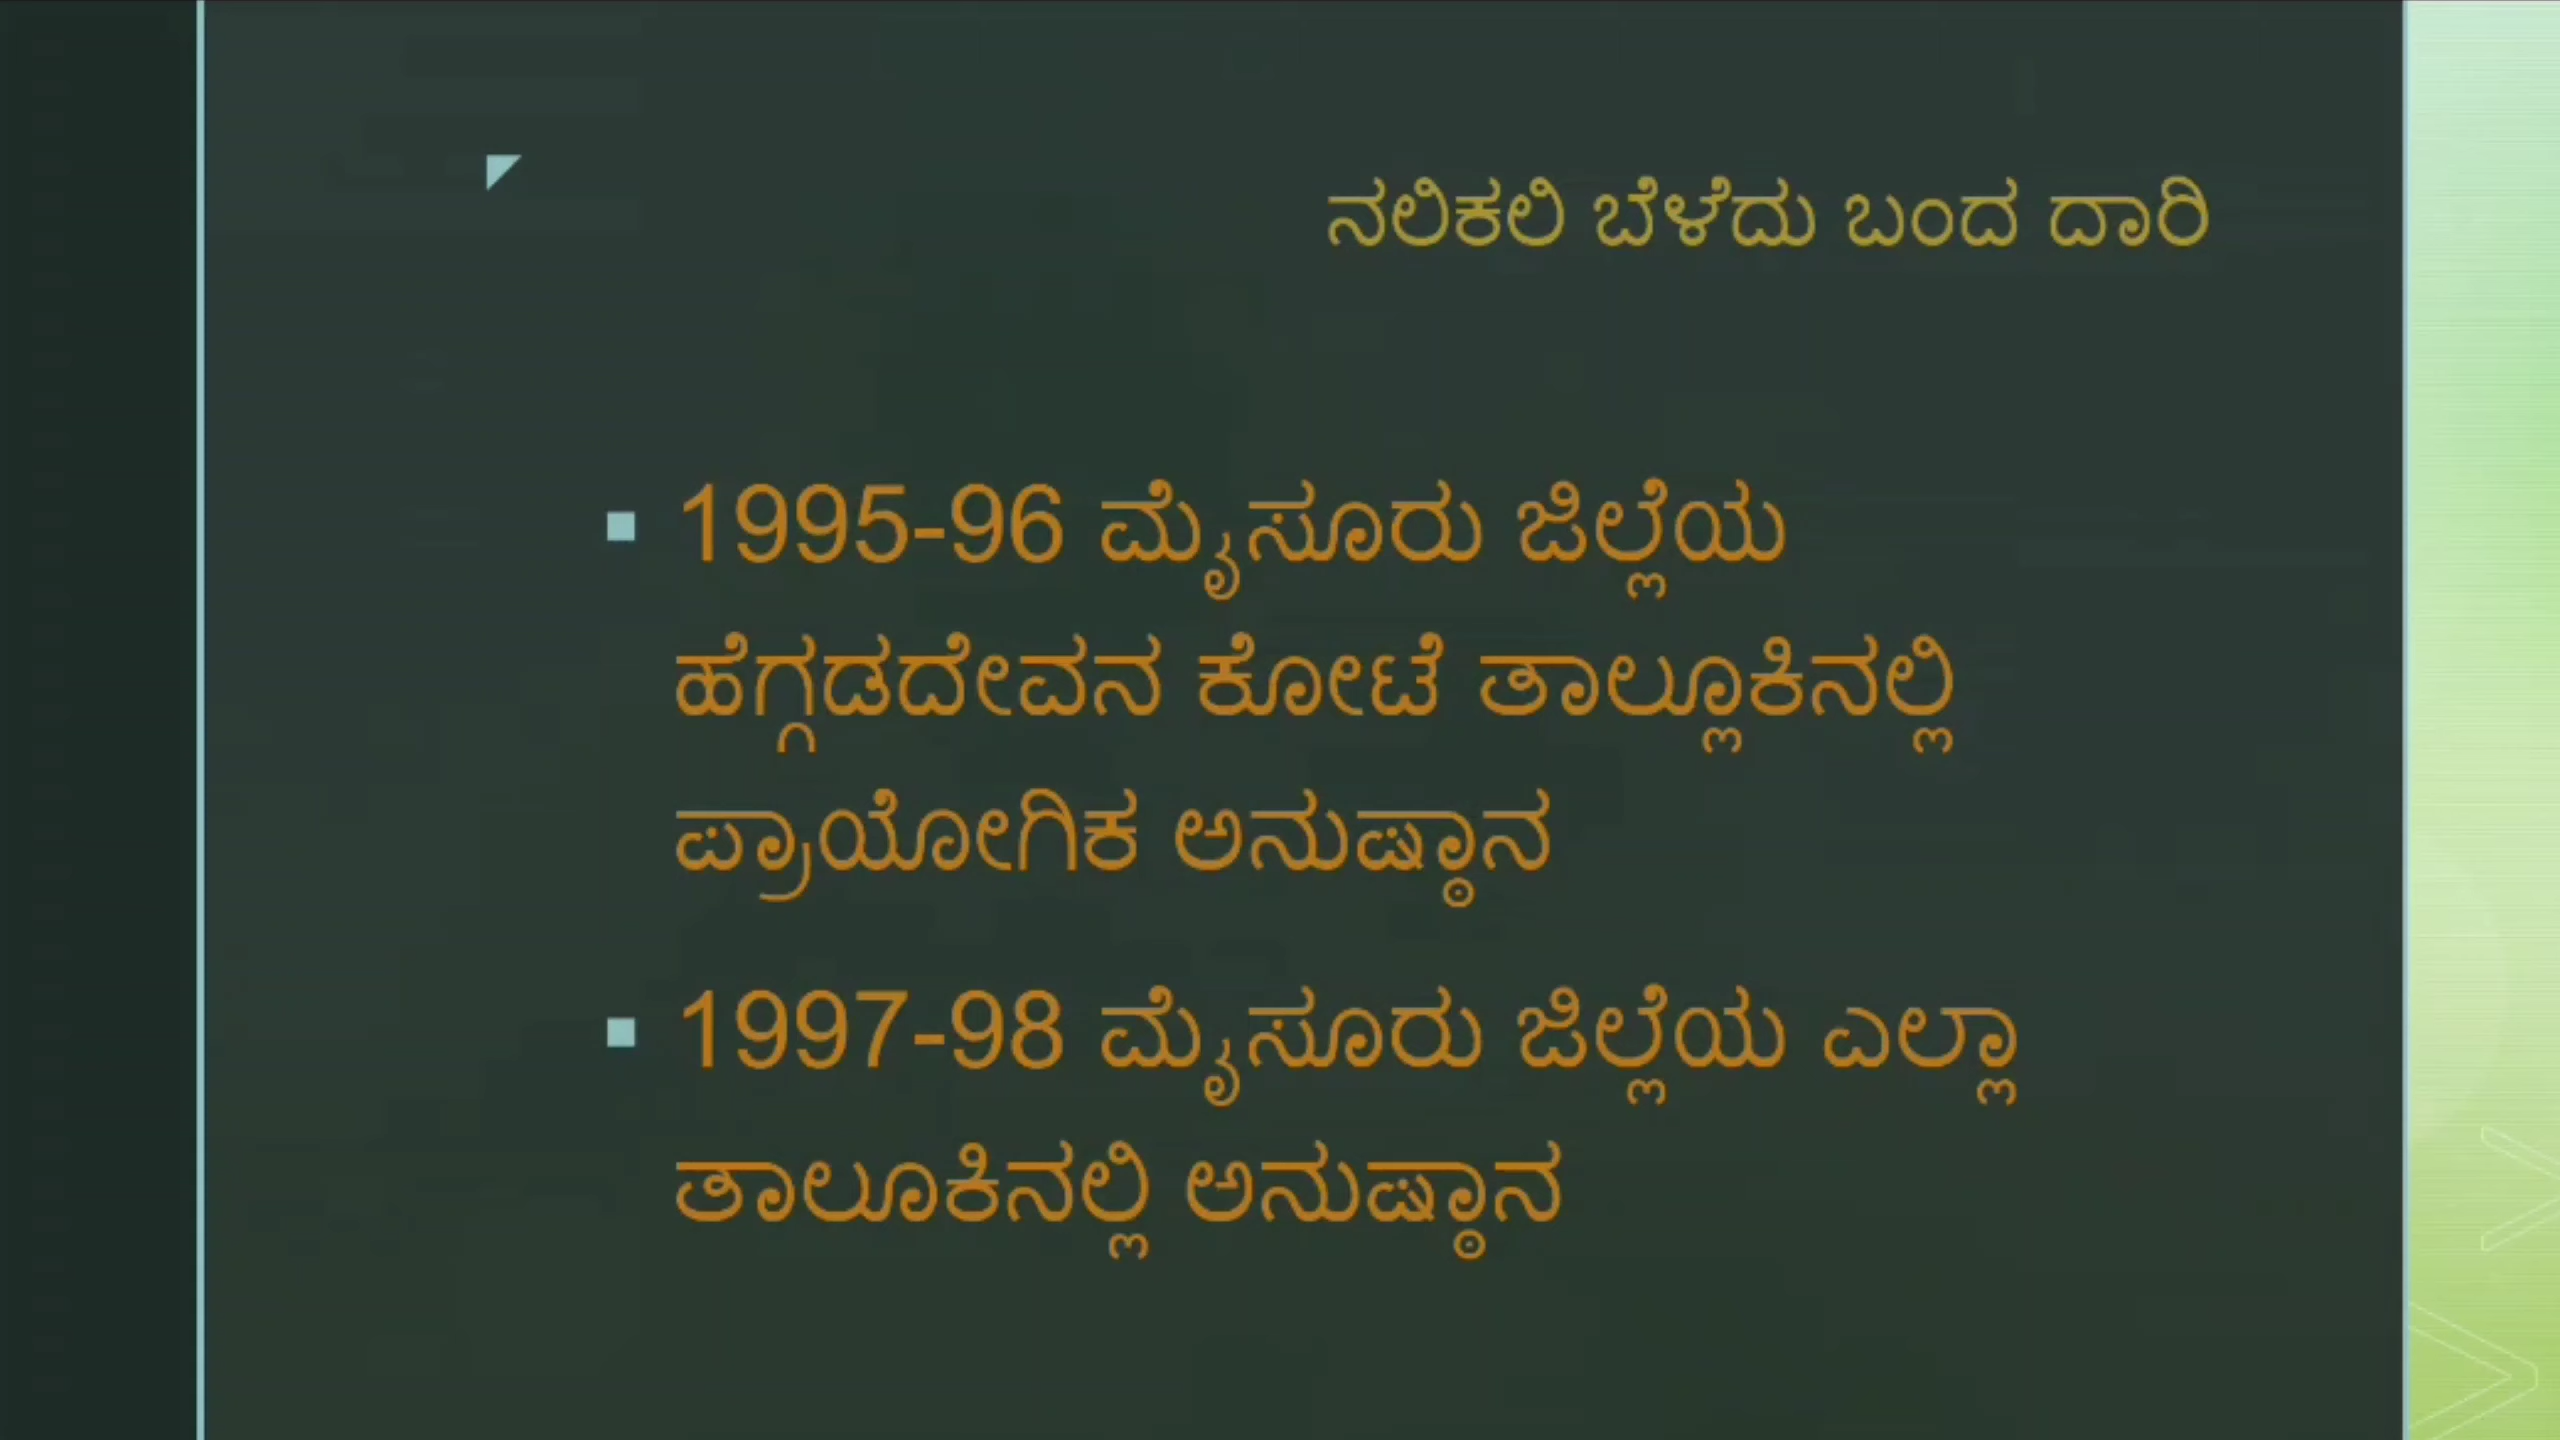 ನಲಿಕಲಿ ಬೆಳೆದು ಬಂದ ದಾರಿ
1995-96 ಮೈಸೂರು ಜಿಲ್ಲೆಯ
ಹೆಗ್ಗಡದೇವನ ಕೋಟೆ ತಾಲ್ಲೂಕಿನಲ್ಲಿ
ಪ್ರಾಯೋಗಿಕ ಅನುಷ್ಠಾನ
1997-98 ಮೈಸೂರು ಜಿಲ್ಲೆಯ ಎಲ್ಲಾ
ತಾಲೂಕಿನಲ್ಲಿ ಅನುಷ್ಠಾನ